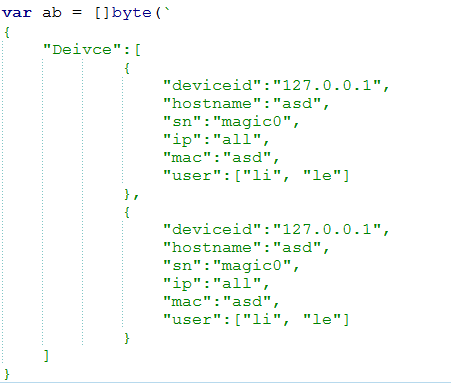 var ab = []byte(`
{
    "Deivce":[
            {
                "deviceid":"127.0.0.1",
                "hostname":"asd",
                "sn":"magic0",
                "ip":"all",
                "mac":"asd",
                "user":["li", "le"]
            },
            {
                "deviceid":"127.0.0.1",
                "hostname":"asd",
                "sn":"magic0",
                "ip":"all",
                "mac":"asd",
                "user":["li", "le"]
            }
    ]
}